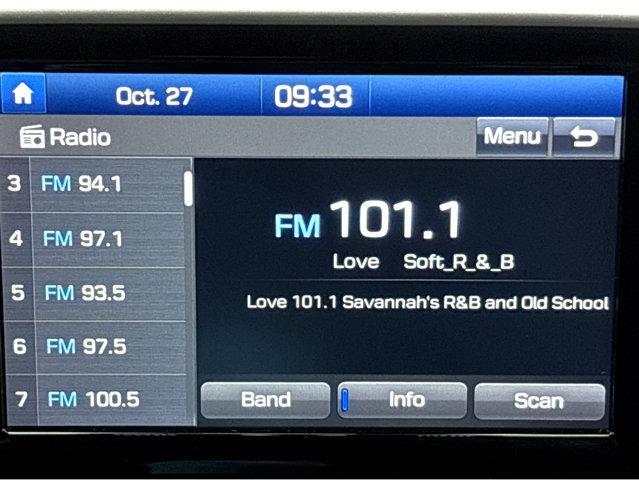 Oct. 27 09:33
Radio Menu
3 FM 94.1
4 FM 97.1
5 FM 93.5
6 FM 97.5
7 FM 100.5
FM 101.1
Love Soft_R_&_B
Love 101.1 Savannah's R&B and Old School
Band Info Scan